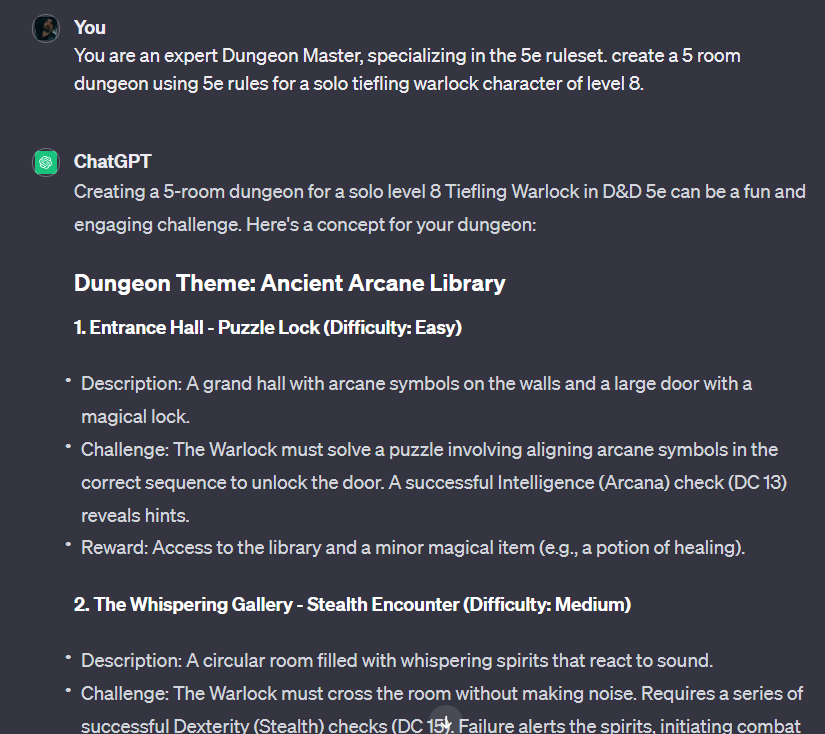 You
You are an expert Dungeon Master, specializing in the 5e ruleset. create a 5 room
dungeon using 5e rules for a solo tiefling warlock character of level 8.
ChatGPT
Creating a 5-room dungeon for a solo level 8 Tiefling Warlock in D&D 5e can be a fun and
engaging challenge. Here's a concept for your dungeon:
Dungeon Theme: Ancient Arcane Library
1. Entrance Hall - Puzzle Lock (Difficulty: Easy)
• Description: A grand hall with arcane symbols on the walls and a large door with a
magical lock.
• Challenge: The Warlock must solve a puzzle involving aligning arcane symbols in the
correct sequence to unlock the door. A successful Intelligence (Arcana) check (DC 13)
reveals hints.
• Reward: Access to the library and a minor magical item (e.g., a potion of healing).
2. The Whispering Gallery - Stealth Encounter (Difficulty: Medium)
• Description: A circular room filled with whispering spirits that react to sound.
• Challenge: The Warlock must cross the room without making noise. Requires a series of
successful Dexterity (Stealth) checks (DC 15). Failure alerts the spirits, initiating combat